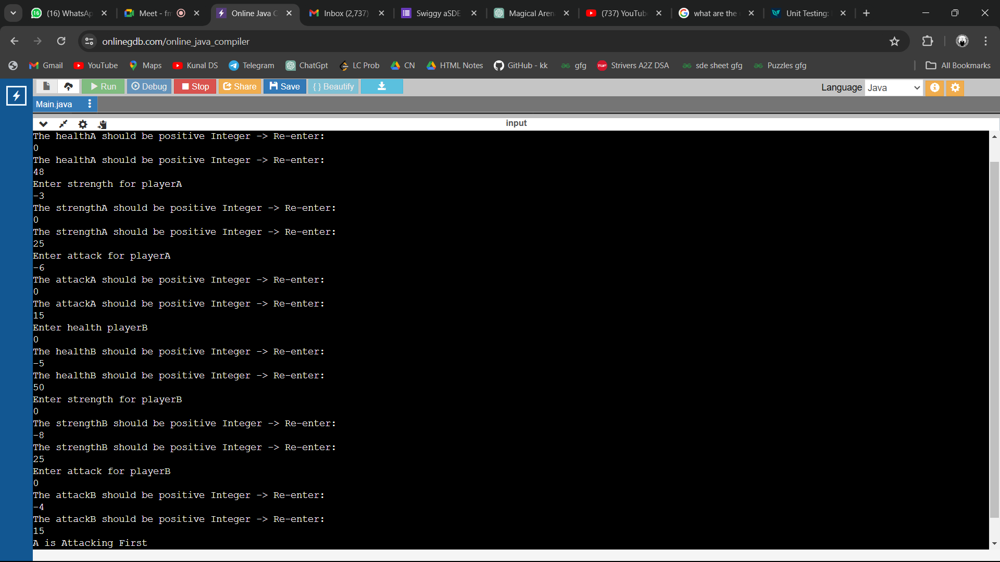 (16) WhatsAp
Meet - fm
Online Java C
Inbox (2,737)
Swiggy aSDE
Magical Aren
(737) YouTub
what are the
Unit Testing:
onlinegdb.com/online_java_compiler
Gmail YouTube Maps Kunal DS Telegram ChatGpt LC Prob CN HTML Notes GitHub - kk gfg Strivers A2Z DSA sde sheet gfg Puzzles gfg All Bookmarks
Run Debug Stop Share Save { } Beautify Language Java
Main.java
input
The healthA should be positive Integer -> Re-enter:
0
The healthA should be positive Integer -> Re-enter:
48
Enter strength for playerA
-3
The strengthA should be positive Integer -> Re-enter:
0
The strengthA should be positive Integer -> Re-enter:
25
Enter attack for playerA
-6
The attackA should be positive Integer -> Re-enter:
0
The attackA should be positive Integer -> Re-enter:
15
Enter health playerB
0
The healthB should be positive Integer -> Re-enter:
-5
The healthB should be positive Integer -> Re-enter:
50
Enter strength for playerB
0
The strengthB should be positive Integer -> Re-enter:
-8
The strengthB should be positive Integer -> Re-enter:
25
Enter attack for playerB
0
The attackB should be positive Integer -> Re-enter:
-4
The attackB should be positive Integer -> Re-enter:
15
A is Attacking First